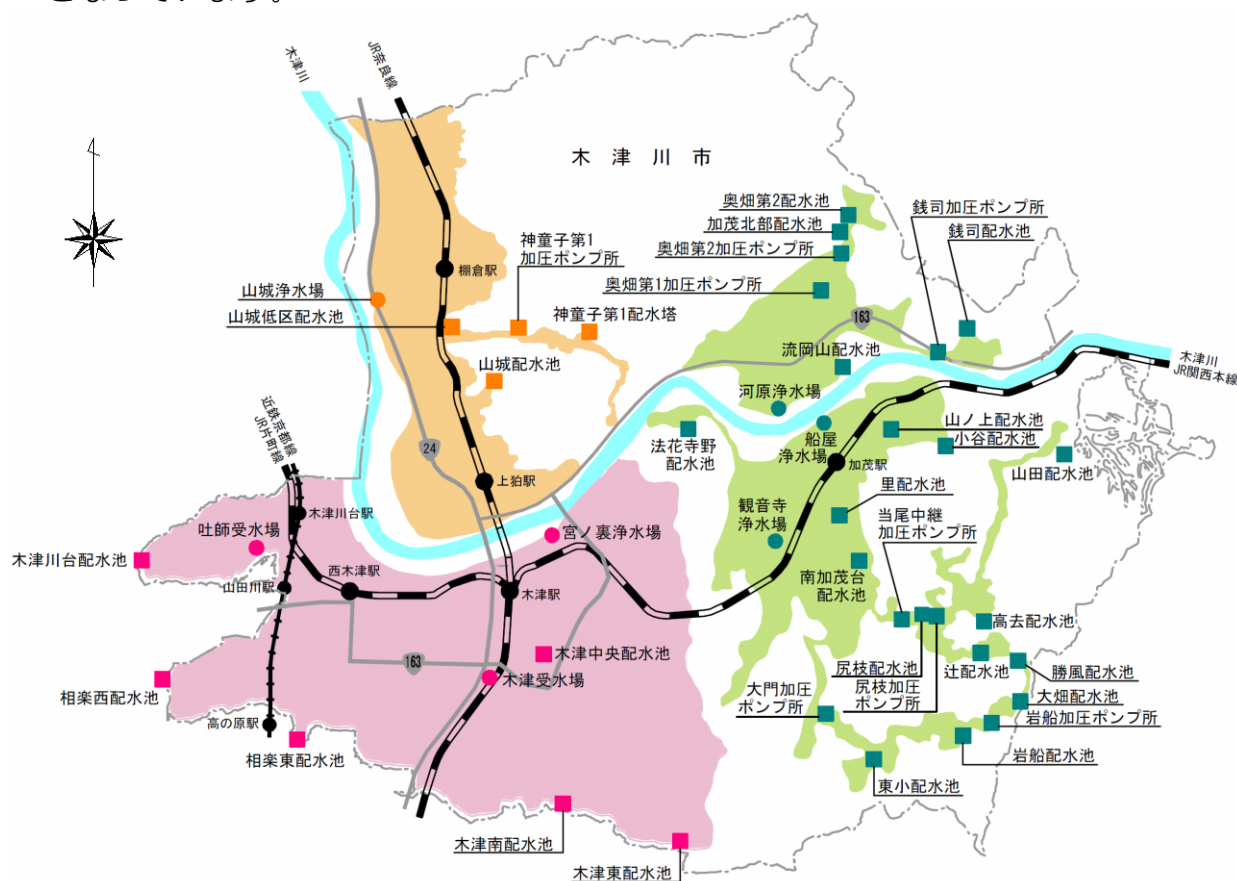 となっています。
木津川
JR奈良線
木 津 川 市
奥畑第2配水池
加茂北部配水池
奥畑第2加圧ポンプ所
奥畑第1加圧ポンプ所
銭司加圧ポンプ所
銭司配水池
神童子第1
加圧ポンプ所
棚倉駅
山城浄水場
山城低区配水池
神童子第1配水塔
163
流岡山配水池
木津川
JR関西本線
山城配水池
河原浄水場
近鉄京都線
JR片町線
24
法花寺野
配水池
船屋
浄水場
加茂駅
山ノ上配水池
小谷配水池
山田配水池
上狛駅
里配水池
木津川台駅
観音寺
浄水場
当尾中継
加圧ポンプ所
吐師受水場
宮ノ裏浄水場
木津川台配水池
西木津駅
山田川駅
木津駅
南加茂台
配水池
高去配水池
木津中央配水池
163
木津受水場
尻枝配水池
辻配水池
勝風配水池
相楽西配水池
大門加圧
ポンプ所
尻枝加圧
ポンプ所
大畑配水池
高の原駅
岩船加圧ポンプ所
相楽東配水池
岩船配水池
東小配水池
木津南配水池
木津東配水池